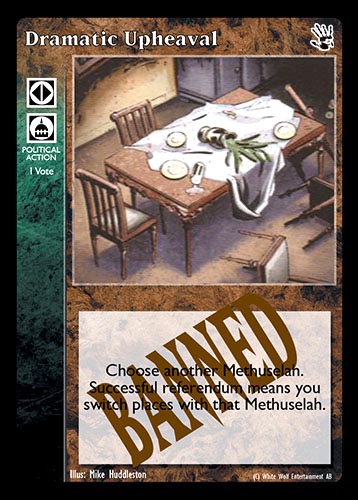 Dramatic Upheaval
POLITICAL
ACTION
1 Vote
BANNED
Choose another Methuselah.
Successful referendum means you
switch places with that Methuselah.
Illus: Mike Huddleston
(C) White Wolf Entertainment AB